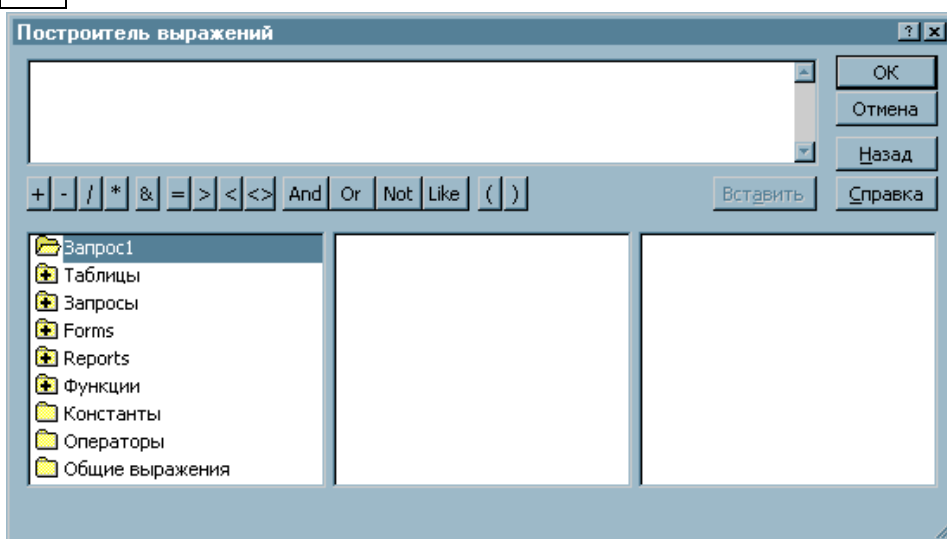 Построитель выражений
ОК
Отмена
Назад
+ - / * & = > < <> And Or Not Like ( ) Вставить Справка
Запрос1
Таблицы
Запросы
Forms
Reports
Функции
Константы
Операторы
Общие выражения